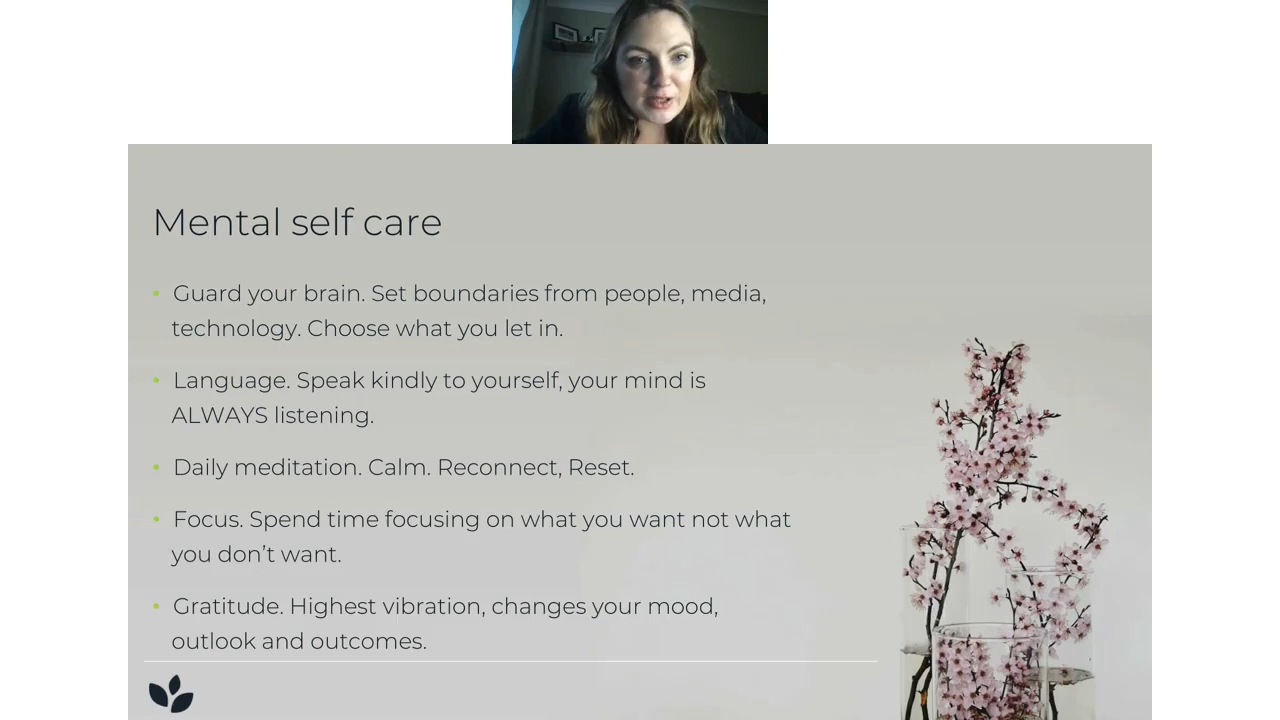 Mental self care
• Guard your brain. Set boundaries from people, media,
technology. Choose what you let in.
• Language. Speak kindly to yourself, your mind is
ALWAYS listening.
• Daily meditation. Calm. Reconnect, Reset.
• Focus. Spend time focusing on what you want not what
you don’t want.
• Gratitude. Highest vibration, changes your mood,
outlook and outcomes.